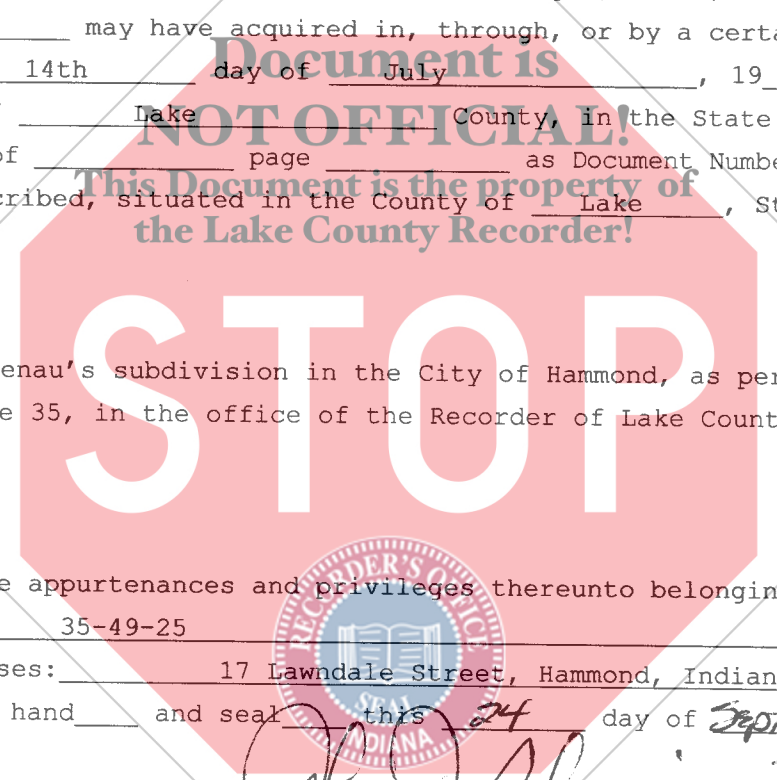 may have acquired in, through, or by a certa
Document is
14th day of July, 19
NOT OFFICIAL!
Lake County, in the State
of page as Document Numbe
This Document is the property of
cribed, situated in the County of Lake, St
the Lake County Recorder!
STOP
enau's subdivision in the City of Hammond, as per
e 35, in the office of the Recorder of Lake Count
e appurtenances and privileges thereunto belongin
RECORDER'S OFFICE
35-49-25
ses: 17 Lawndale Street, Hammond, Indian
SEAL
hand and seal this 24 day of Sept
INDIANA